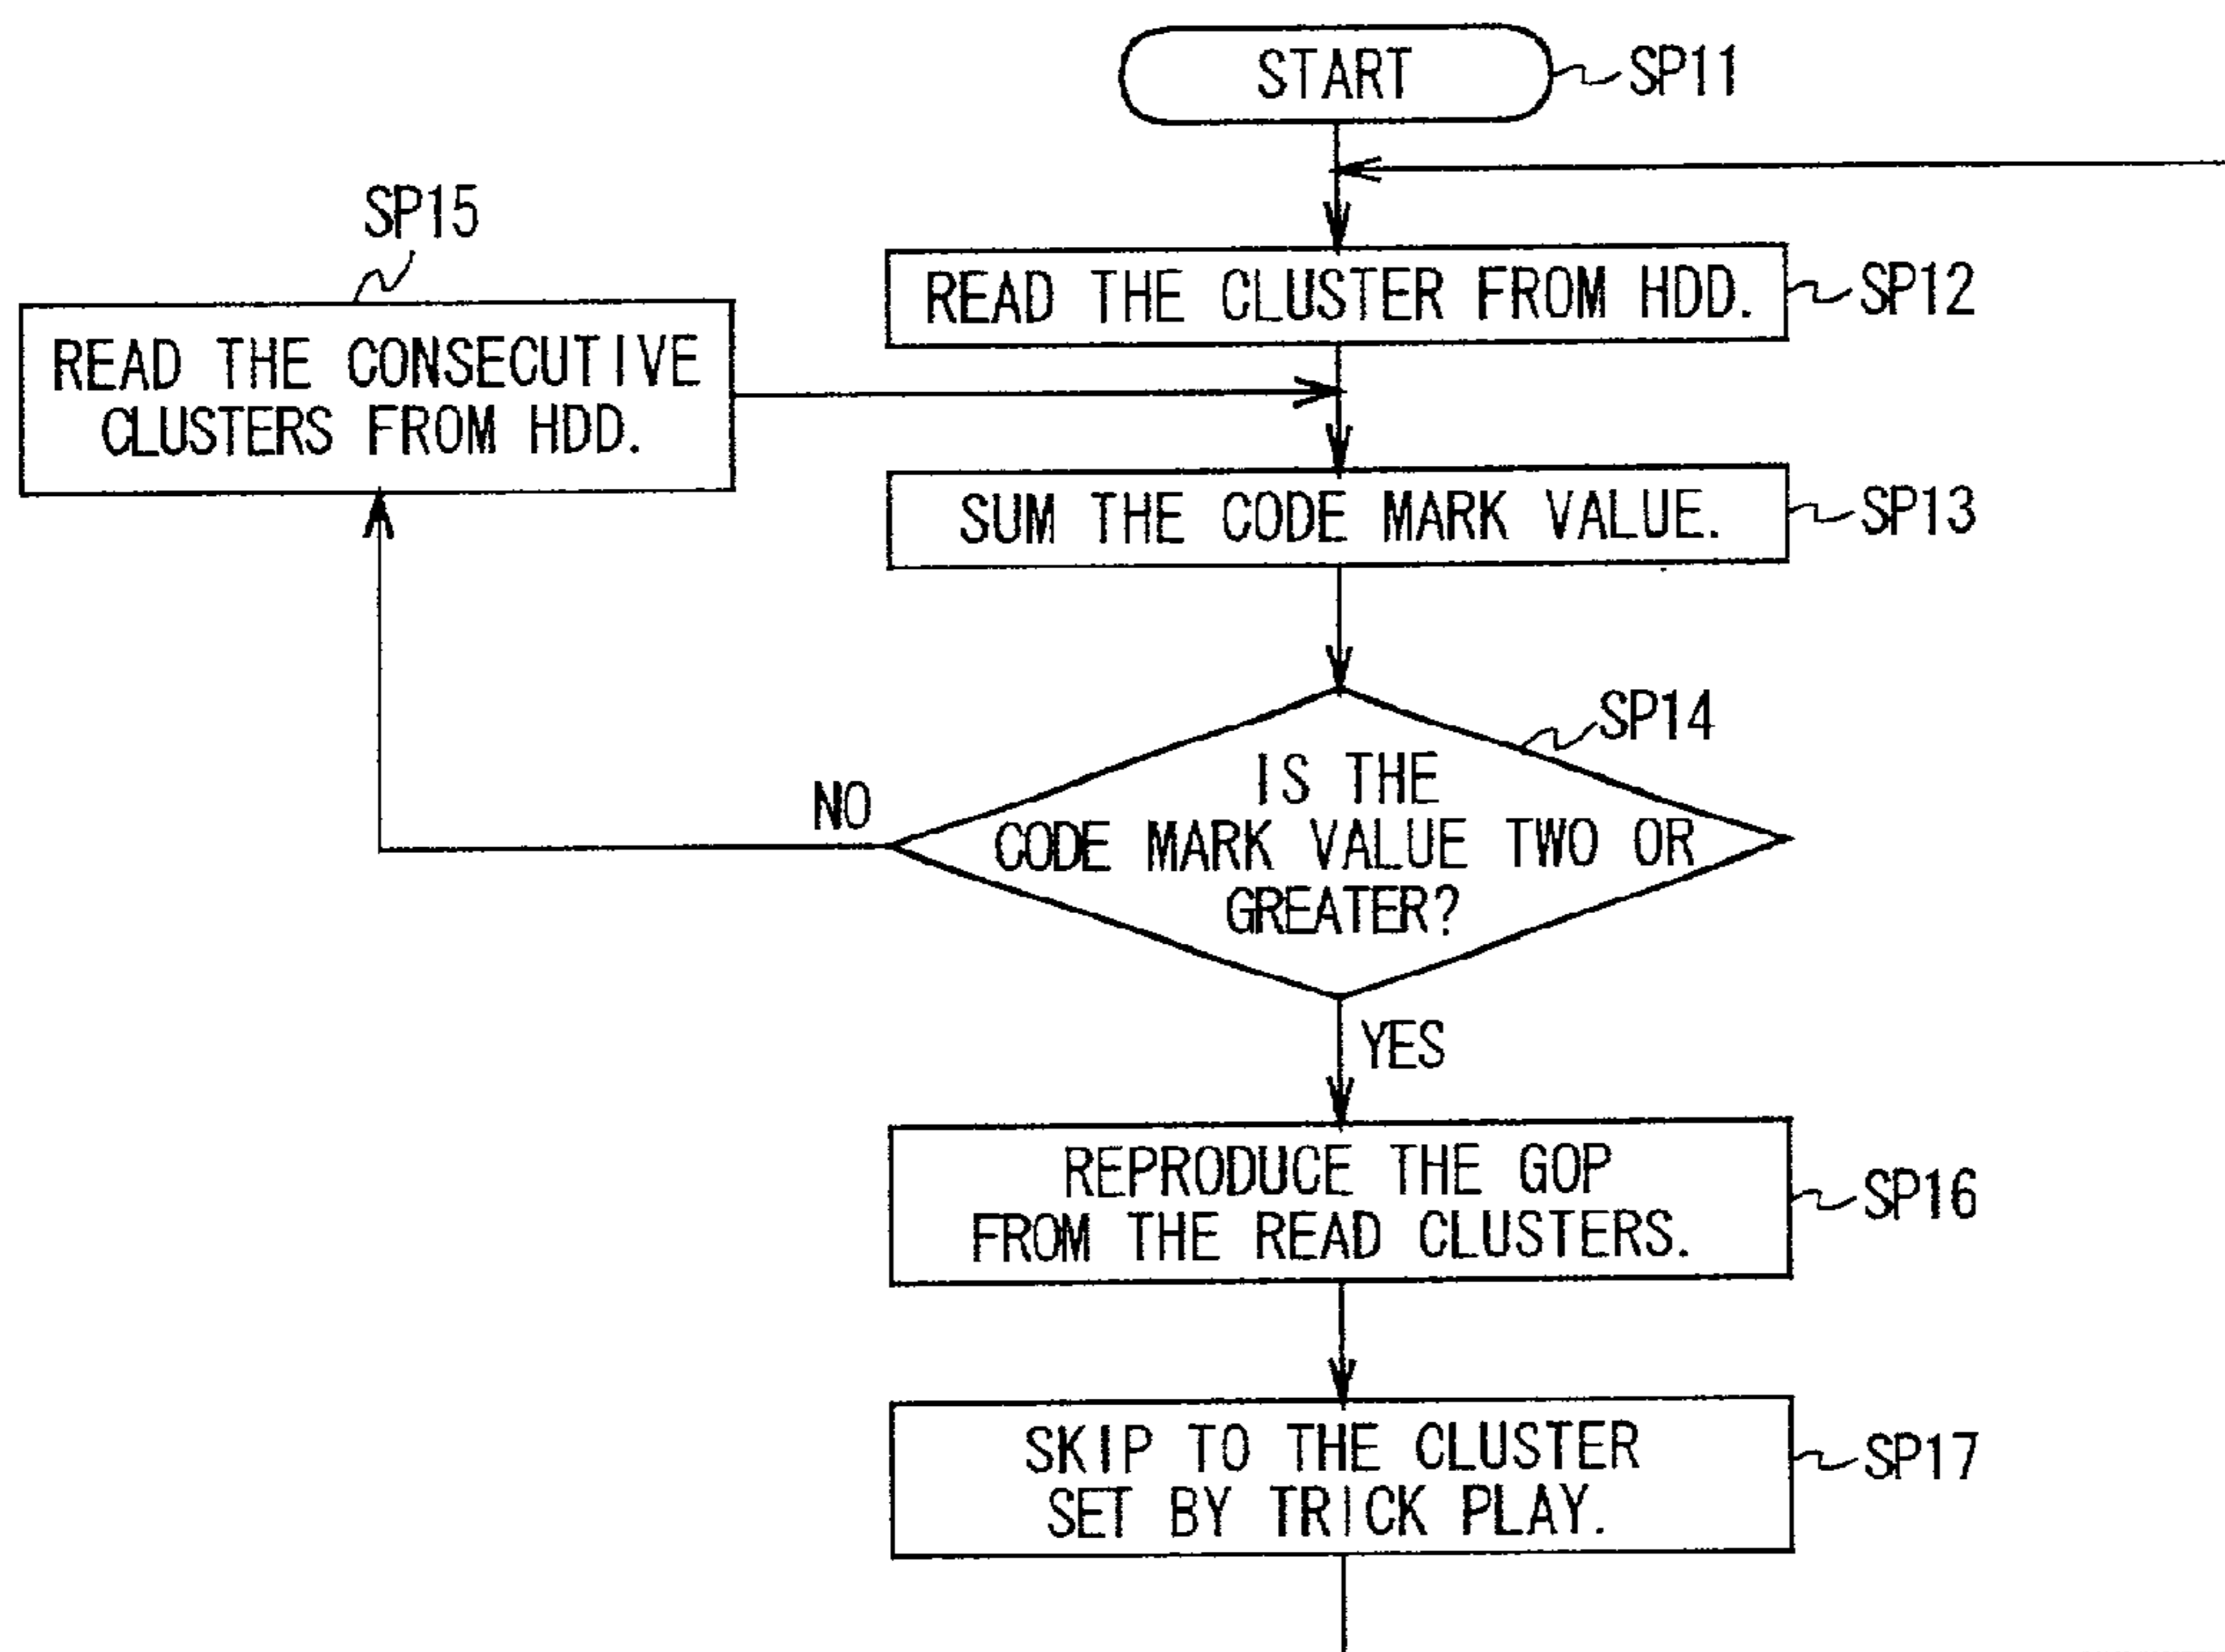 START
SP11
SP15
READ THE CLUSTER FROM HDD.
SP12
READ THE CONSECUTIVE
CLUSTERS FROM HDD.
SUM THE CODE MARK VALUE.
SP13
SP14
IS THE
CODE MARK VALUE TWO OR
GREATER?
NO
YES
REPRODUCE THE GOP
FROM THE READ CLUSTERS.
SP16
SKIP TO THE CLUSTER
SET BY TRICK PLAY.
SP17